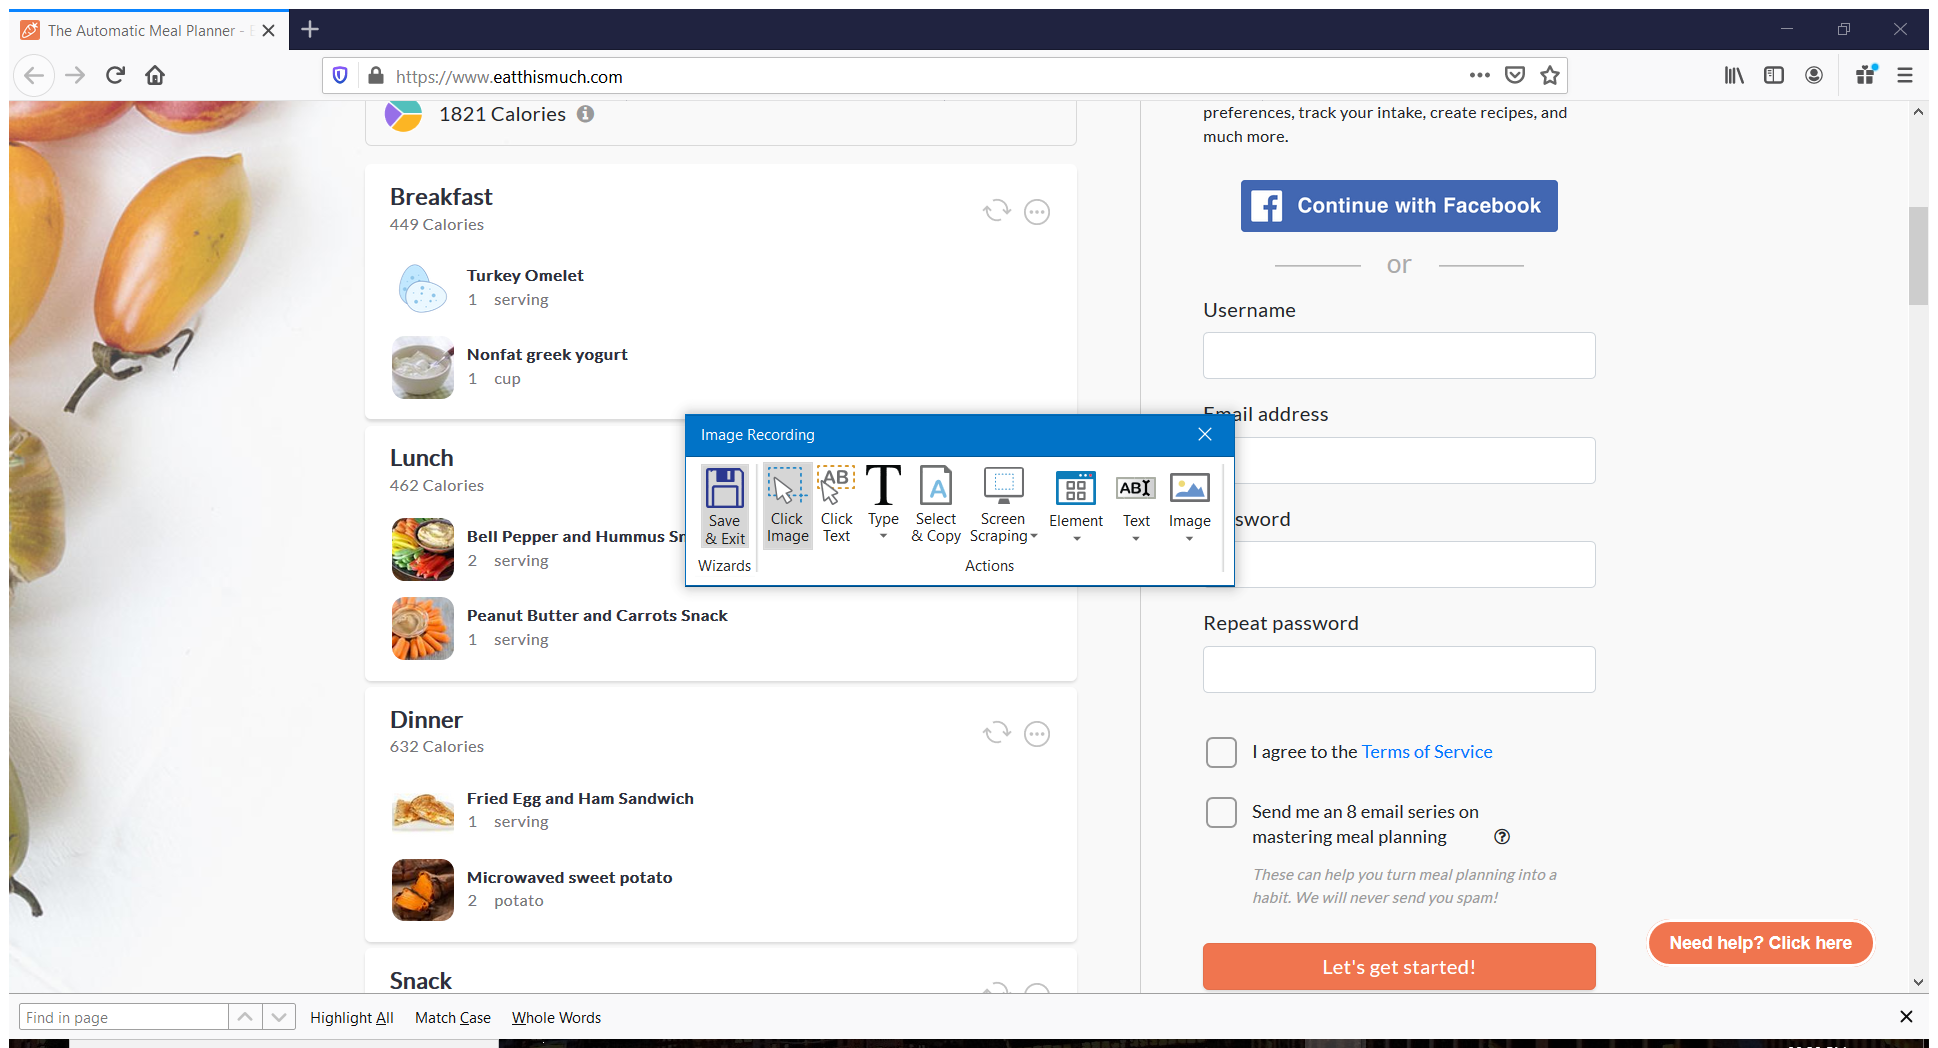 The Automatic Meal Planner -
https://www.eatthismuch.com
1821 Calories
Breakfast
449 Calories
Turkey Omelet
1 serving
Nonfat greek yogurt
1 cup
Lunch
462 Calories
Bell Pepper and Hummus
2 serving
Peanut Butter and Carrots Snack
1 serving
Dinner
632 Calories
Fried Egg and Ham Sandwich
1 serving
Microwaved sweet potato
2 potato
Snack
Image Recording
Save & Exit
Click Image
AB
Click Text
T
Type
A
Select & Copy
Screen Scraping
Element
AB
Text
Image
Wizards
Actions
preferences, track your intake, create recipes, and
much more.
f Continue with Facebook
or
Username
address
Repeat password
I agree to the Terms of Service
Send me an 8 email series on
mastering meal planning
These can help you turn meal planning into a
habit. We will never send you spam!
Let's get started!
Need help? Click here
Find in page
Highlight All
Match Case
Whole Words